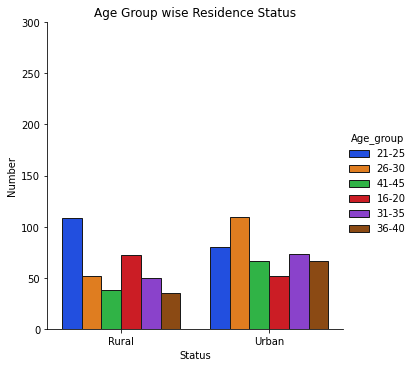 Age Group wise Residence Status
300
250
200
150
100
50
0
Number
Rural
Urban
Status
Age_group
21-25
26-30
41-45
16-20
31-35
36-40